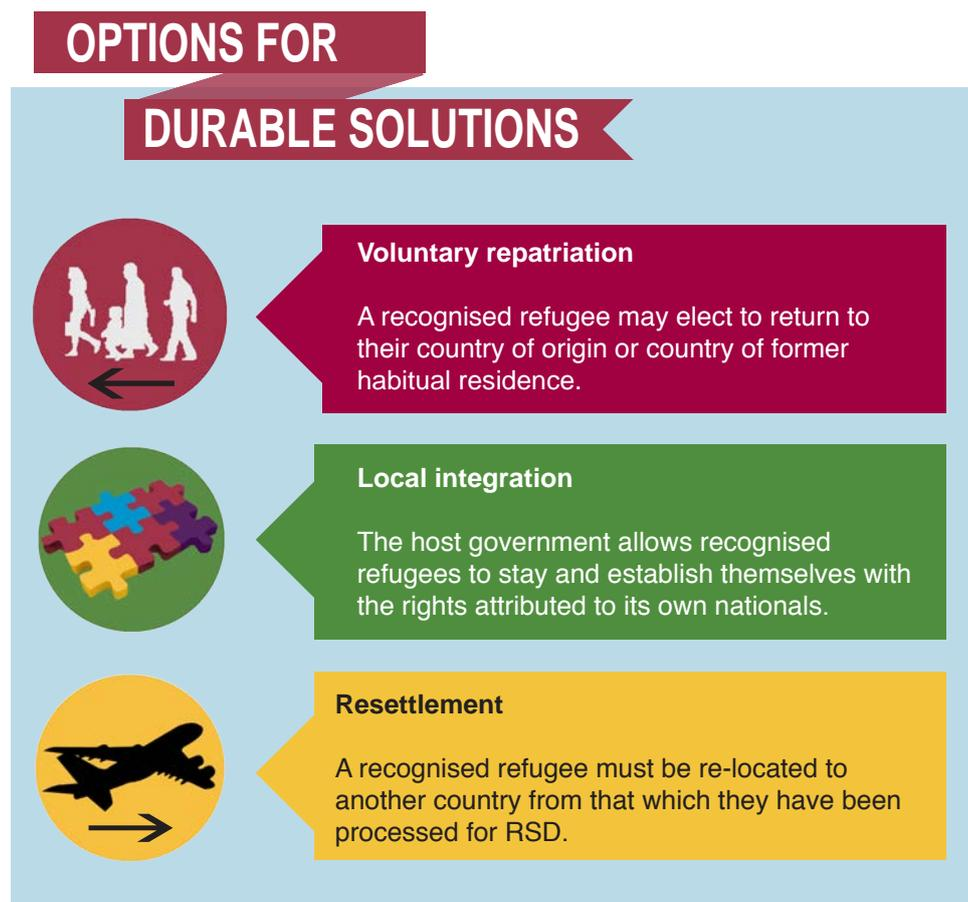 OPTIONS FOR
DURABLE SOLUTIONS
Voluntary repatriation
A recognised refugee may elect to return to
their country of origin or country of former
habitual residence.
Local integration
The host government allows recognised
refugees to stay and establish themselves with
the rights attributed to its own nationals.
Resettlement
A recognised refugee must be re-located to
another country from that which they have been
processed for RSD.